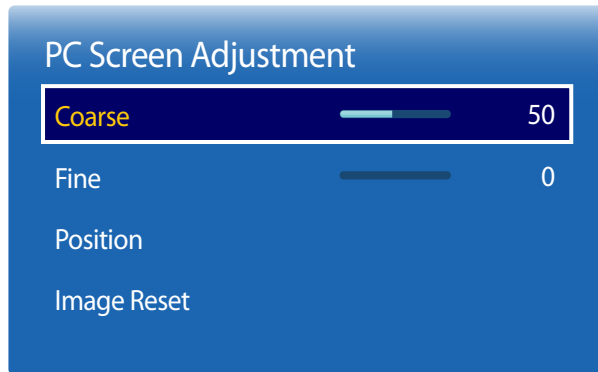 PC Screen Adjustment
Coarse 50
Fine 0
Position
Image Reset